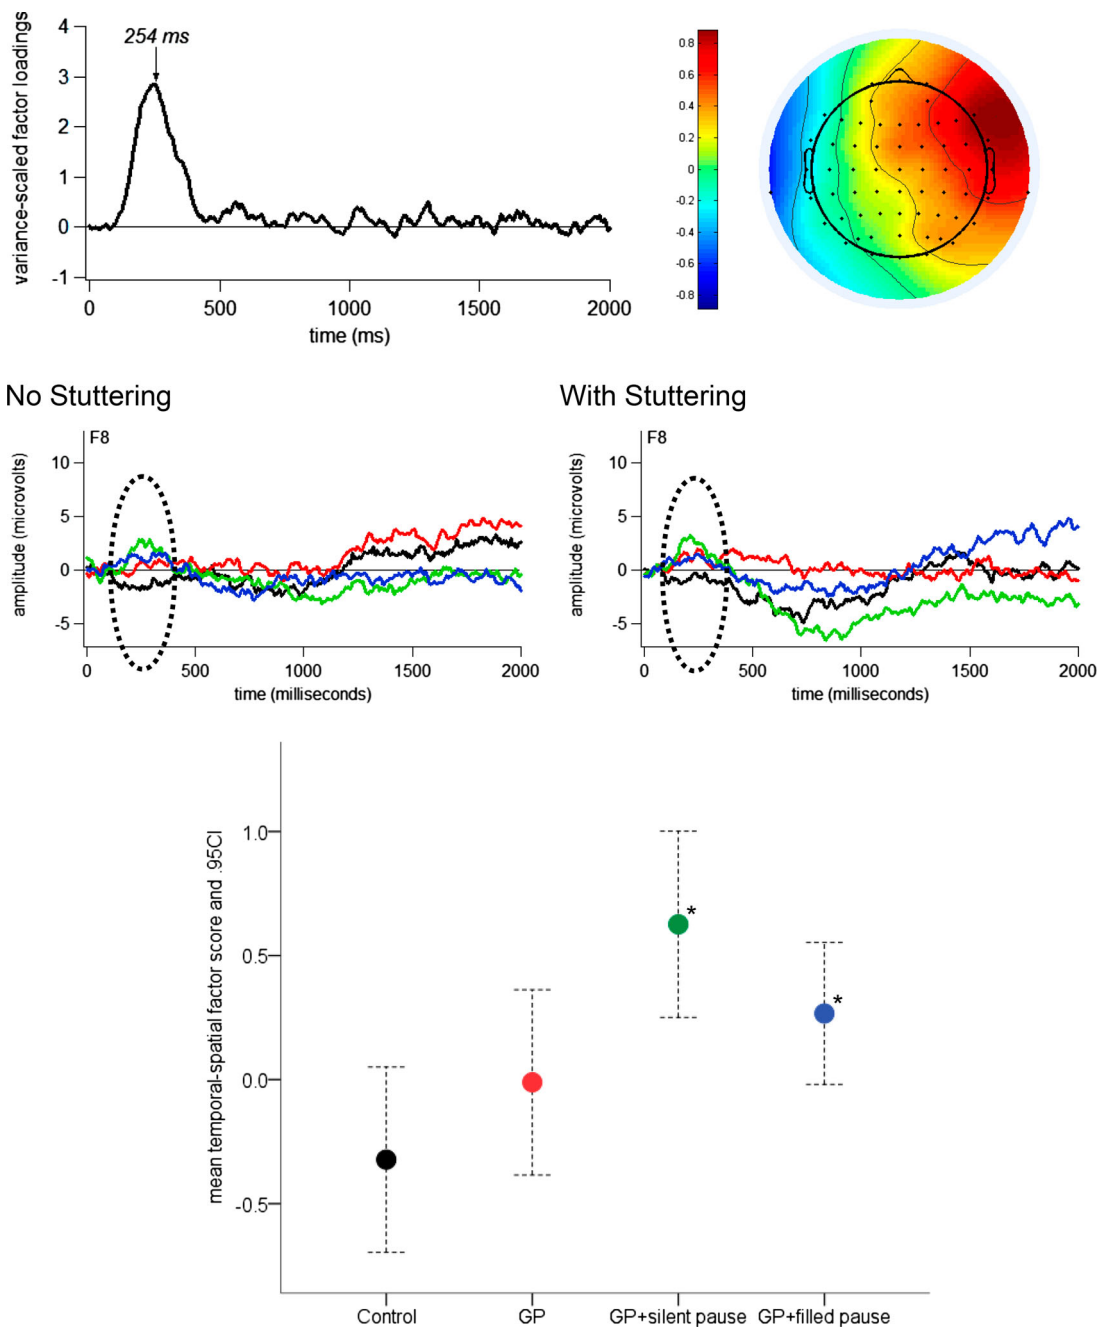 variance-scaled factor loadings
4
3
2
1
0
-1
254 ms
0 500 1000 1500 2000
time (ms)
0.8
0.6
0.4
0.2
0
-0.2
-0.4
-0.6
-0.8
No Stuttering
F8
amplitude (microvolts)
10
5
0
-5
0 500 1000 1500 2000
time (milliseconds)
With Stuttering
F8
amplitude (microvolts)
10
5
0
-5
0 500 1000 1500 2000
time (milliseconds)
mean temporal-spatial factor score and .95CI
1.0
0.5
0.0
-0.5
*
*
Control GP GP+silent pause GP+filled pause